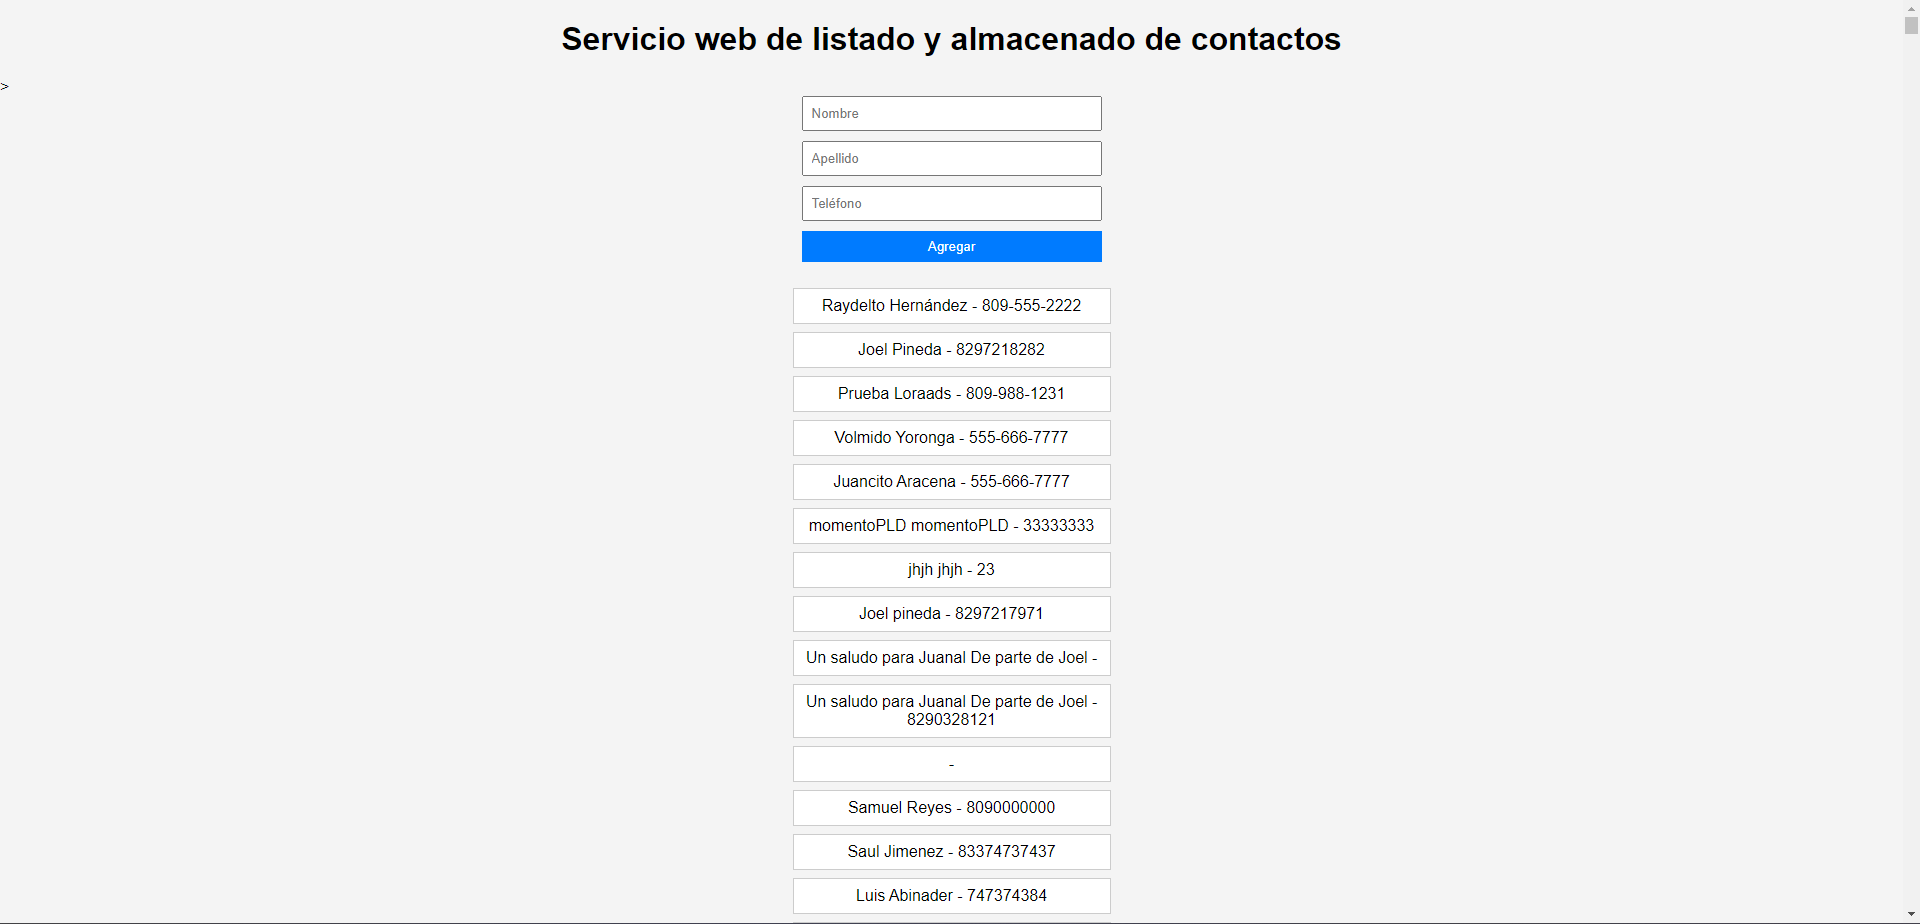 Servicio web de listado y almacenado de contactos
>
Nombre
Apellido
Teléfono
Agregar
Raydelto Hernández - 809-555-2222
Joel Pineda - 8297218282
Prueba Loraads - 809-988-1231
Volmido Yoronga - 555-666-7777
Juancito Aracena - 555-666-7777
momentoPLD momentoPLD - 33333333
jhjh jhjh - 23
Joel pineda - 8297217971
Un saludo para Juanal De parte de Joel -
Un saludo para Juanal De parte de Joel -
8290328121
-
Samuel Reyes - 8090000000
Saul Jimenez - 83374737437
Luis Abinader - 747374384